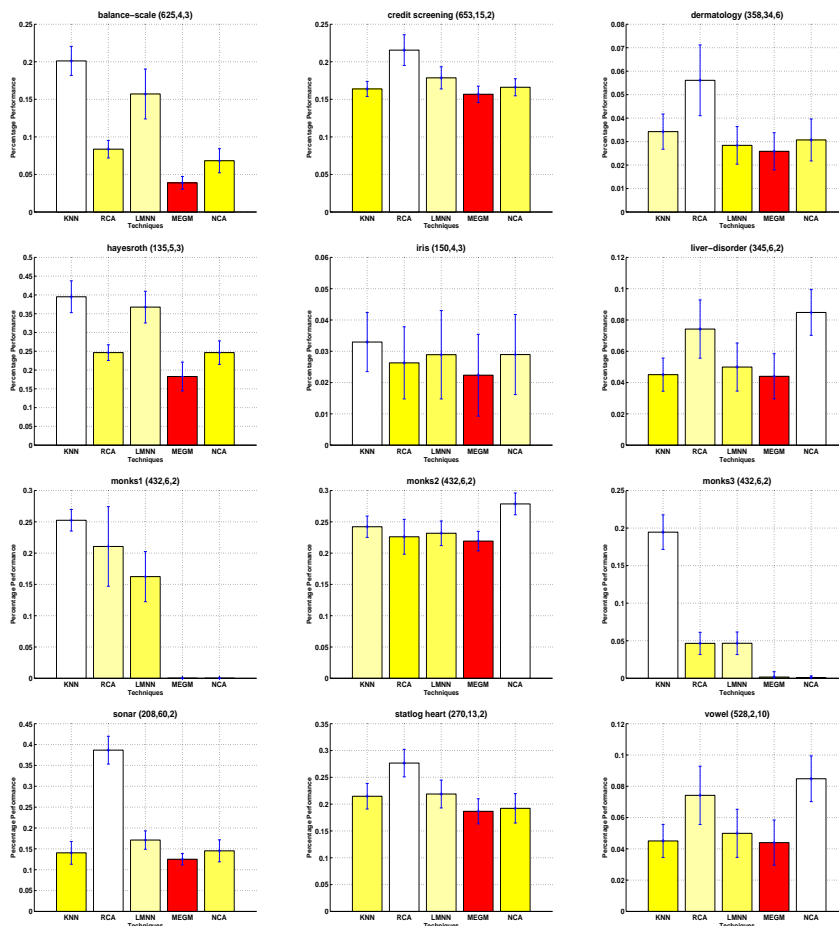 balance−scale (625,4,3)
Percentage Performance
0.25
0.2
0.15
0.1
0.05
0
KNN RCA LMNN MEGM NCA
Techniques
credit screening (653,15,2)
Percentage Performance
0.25
0.2
0.15
0.1
0.05
0
KNN RCA LMNN MEGM NCA
Techniques
dermatology (358,34,6)
Percentage Performance
0.08
0.07
0.06
0.05
0.04
0.03
0.02
0.01
0
KNN RCA LMNN MEGM NCA
Techniques
hayesroth (135,5,3)
Percentage Performance
0.5
0.45
0.4
0.35
0.3
0.25
0.2
0.15
0.1
0.05
0
KNN RCA LMNN MEGM NCA
Techniques
iris (150,4,3)
Percentage Performance
0.06
0.05
0.04
0.03
0.02
0.01
0
KNN RCA LMNN MEGM NCA
Techniques
liver−disorder (345,6,2)
Percentage Performance
0.12
0.1
0.08
0.06
0.04
0.02
0
KNN RCA LMNN MEGM NCA
Techniques
monks1 (432,6,2)
Percentage Performance
0.3
0.25
0.2
0.15
0.1
0.05
0
KNN RCA LMNN MEGM NCA
Techniques
monks2 (432,6,2)
Percentage Performance
0.3
0.25
0.2
0.15
0.1
0.05
0
KNN RCA LMNN MEGM NCA
Techniques
monks3 (432,6,2)
Percentage Performance
0.25
0.2
0.15
0.1
0.05
0
KNN RCA LMNN MEGM NCA
Techniques
sonar (208,60,2)
Percentage Performance
0.45
0.4
0.35
0.3
0.25
0.2
0.15
0.1
0.05
0
KNN RCA LMNN MEGM NCA
Techniques
statlog heart (270,13,2)
Percentage Performance
0.35
0.3
0.25
0.2
0.15
0.1
0.05
0
KNN RCA LMNN MEGM NCA
Techniques
vowel (528,2,10)
Percentage Performance
0.12
0.1
0.08
0.06
0.04
0.02
0
KNN RCA LMNN MEGM NCA
Techniques